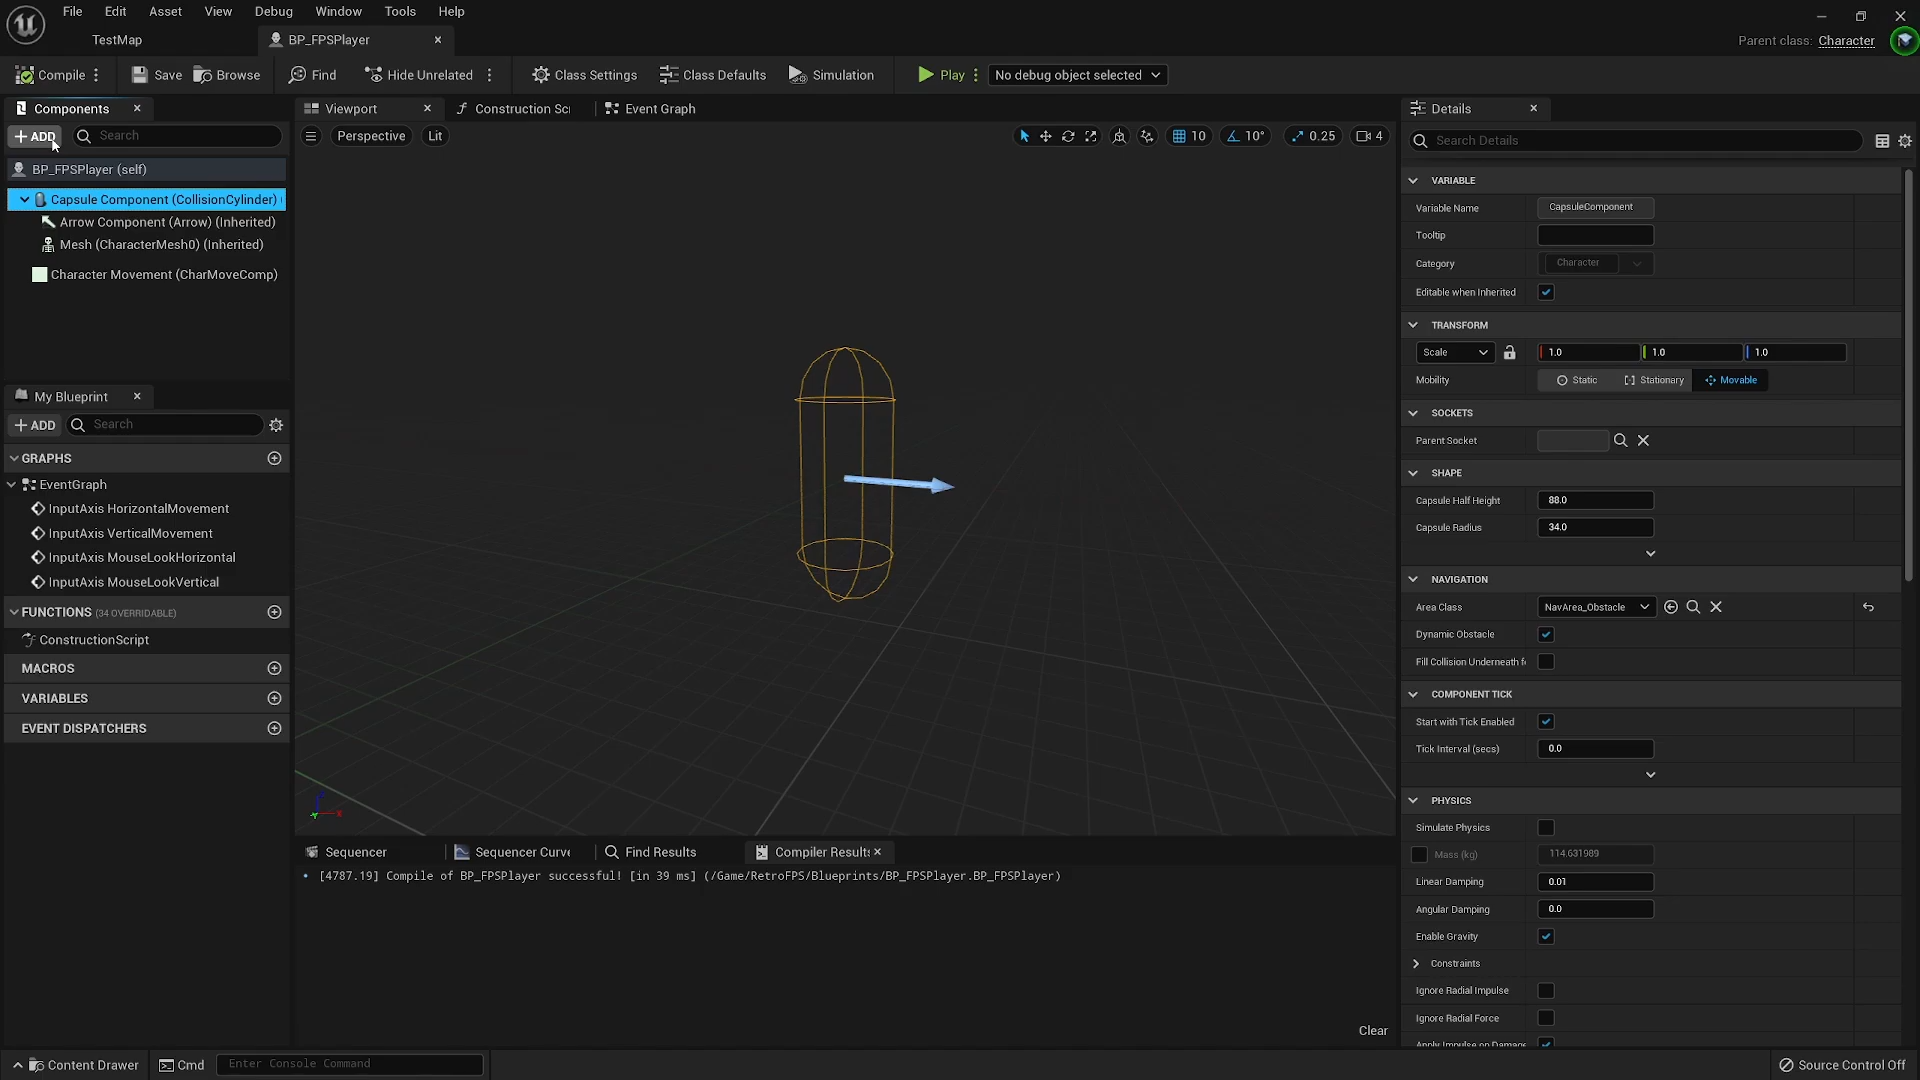 File Edit Asset View Debug Window Tools Help
TestMap BP_FPSPlayer
Parent class: Character
Compile Save Browse Find Hide Unrelated Class Settings Class Defaults Simulation Play No debug object selected
Components
+ ADD Search
BP_FPSPlayer (self)
Capsule Component (CollisionCylinder)
Arrow Component (Arrow) (Inherited)
Mesh (CharacterMesh0) (Inherited)
Character Movement (CharMoveComp)
My Blueprint
+ ADD Search
GRAPHS
EventGraph
InputAxis HorizontalMovement
InputAxis VerticalMovement
InputAxis MouseLookHorizontal
InputAxis MouseLookVertical
FUNCTIONS (34 OVERRIDABLE)
ConstructionScript
MACROS
VARIABLES
EVENT DISPATCHERS
Viewport Construction Sc Event Graph
Perspective Lit 10 10° 0.25 4
Sequencer Sequencer Curve Find Results Compiler Results
[4787.19] Compile of BP_FPSPlayer successful! [in 39 ms] (/Game/RetroFPS/Blueprints/BP_FPSPlayer.BP_FPSPlayer)
Clear
Details
Search Details
VARIABLE
Variable Name CapsuleComponent
Tooltip
Category Character
Editable when Inherited
TRANSFORM
Scale 1.0 1.0 1.0
Mobility Static Stationary Movable
SOCKETS
Parent Socket
SHAPE
Capsule Half Height 88.0
Capsule Radius 34.0
NAVIGATION
Area Class NavArea_Obstacle
Dynamic Obstacle
Fill Collision Underneath f
COMPONENT TICK
Start with Tick Enabled
Tick Interval (secs) 0.0
PHYSICS
Simulate Physics
Mass (kg) 114.631989
Linear Damping 0.01
Angular Damping 0.0
Enable Gravity
Constraints
Ignore Radial Impulse
Ignore Radial Force
Apply Impulse on Damage
Content Drawer Cmd Enter Console Command Source Control Off